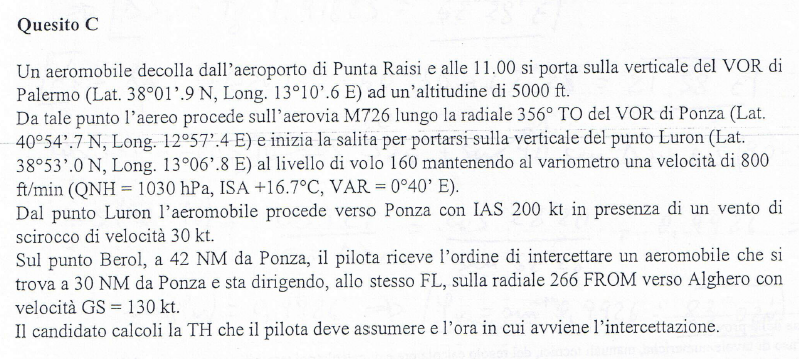 Quesito C
Un aeromobile decolla dall'aeroporto di Punta Raisi e alle 11.00 si porta sulla verticale del VOR di
Palermo (Lat. 38°01'.9 N, Long. 13°10'.6 E) ad un'altitudine di 5000 ft.
Da tale punto l'aereo procede sull'aerovia M726 lungo la radiale 356° TO del VOR di Ponza (Lat.
40°54'.7 N, Long. 12°57'.4 E) e inizia la salita per portarsi sulla verticale del punto Luron (Lat.
38°53'.0 N, Long. 13°06'.8 E) al livello di volo 160 mantenendo al variometro una velocità di 800
ft/min (QNH = 1030 hPa, ISA +16.7°C, VAR = 0°40' E).
Dal punto Luron l'aeromobile procede verso Ponza con IAS 200 kt in presenza di un vento di
scirocco di velocità 30 kt.
Sul punto Berol, a 42 NM da Ponza, il pilota riceve l'ordine di intercettare un aeromobile che si
trova a 30 NM da Ponza e sta dirigendo, allo stesso FL, sulla radiale 266 FROM verso Alghero con
velocità GS = 130 kt.
Il candidato calcoli la TH che il pilota deve assumere e l'ora in cui avviene l'intercettazione.